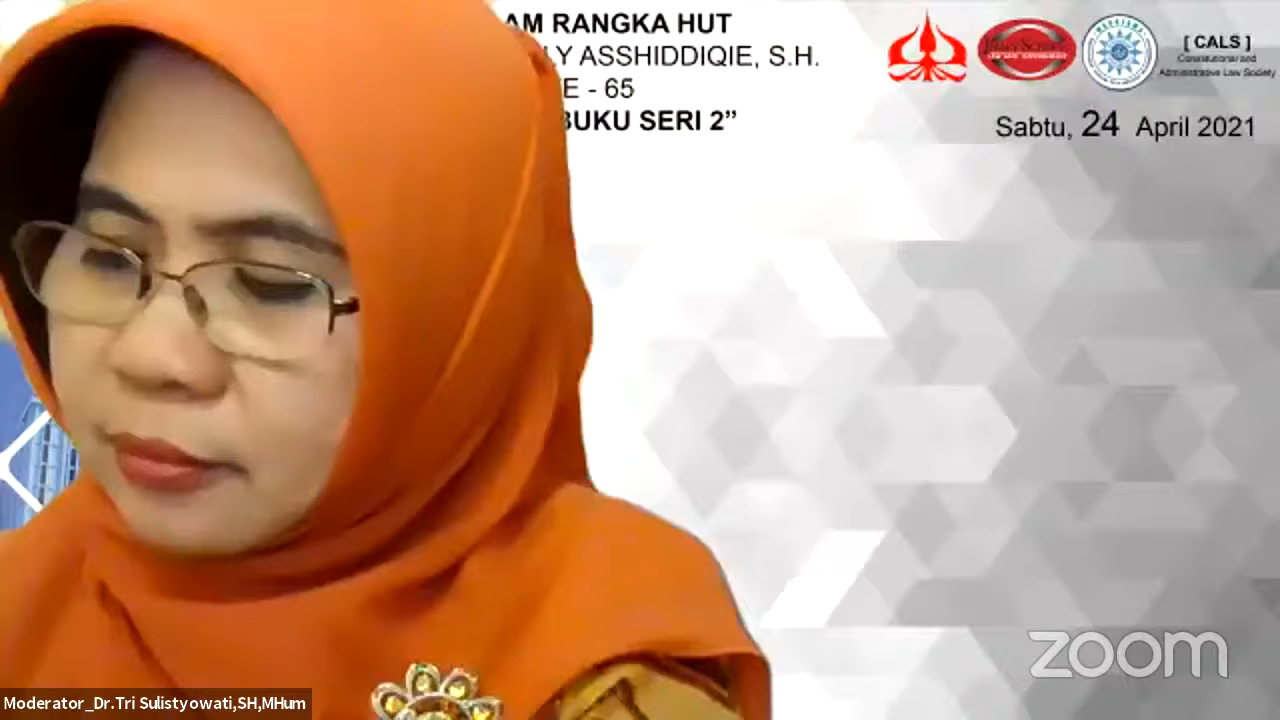 AM RANGKA HUT
LY ASSHIDDIQIE, S.H.
E - 65
BUKU SERI 2”
[ CALS ]
Constitutional and
Administrative Law Society
Sabtu, 24 April 2021
zoom
Moderator_Dr.Tri Sulistyowati,SH,MHum